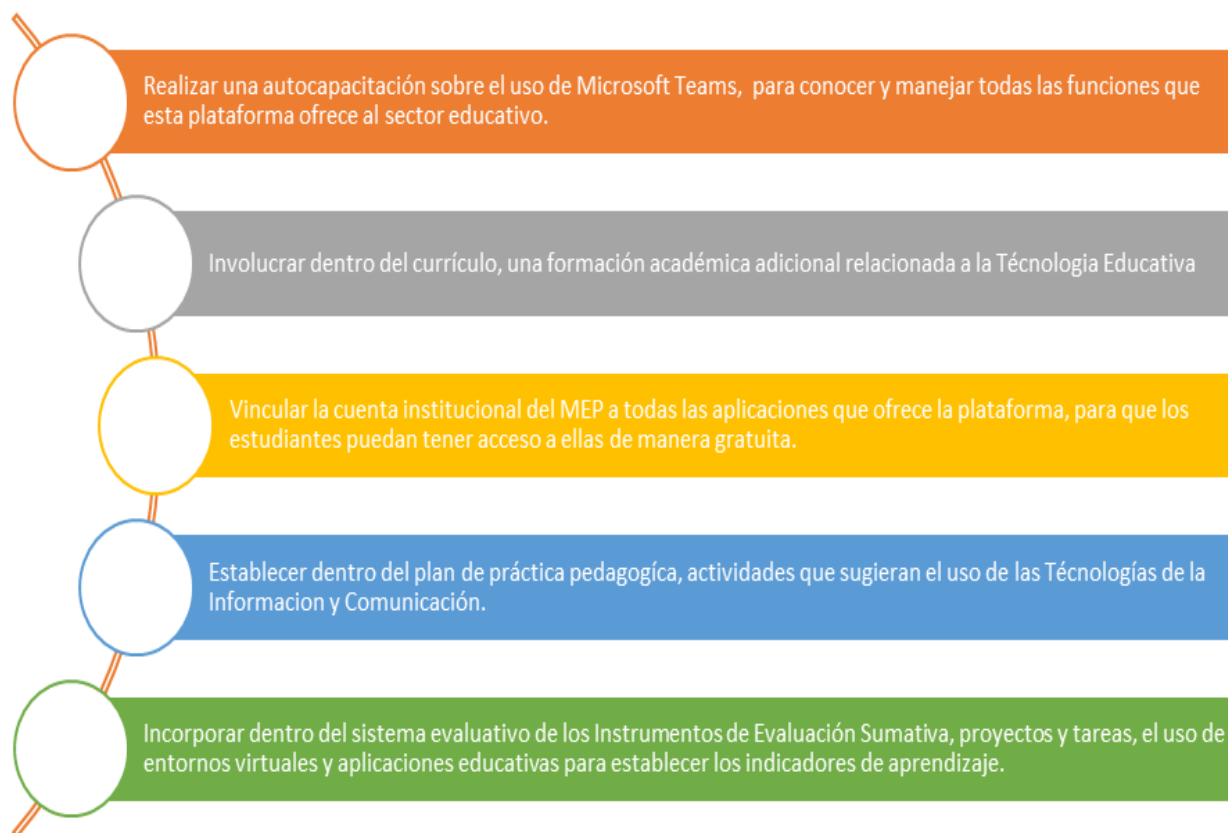 Realizar una autocapacitación sobre el uso de Microsoft Teams, para conocer y manejar todas las funciones que
esta plataforma ofrece al sector educativo.
Involucrar dentro del currículo, una formación académica adicional relacionada a la Técnologia Educativa
Vincular la cuenta institucional del MEP a todas las aplicaciones que ofrece la plataforma, para que los
estudiantes puedan tener acceso a ellas de manera gratuita.
Establecer dentro del plan de práctica pedagogíca, actividades que sugieran el uso de las Técnologías de la
Informacion y Comunicación.
Incorporar dentro del sistema evaluativo de los Instrumentos de Evaluación Sumativa, proyectos y tareas, el uso de
entornos virtuales y aplicaciones educativas para establecer los indicadores de aprendizaje.